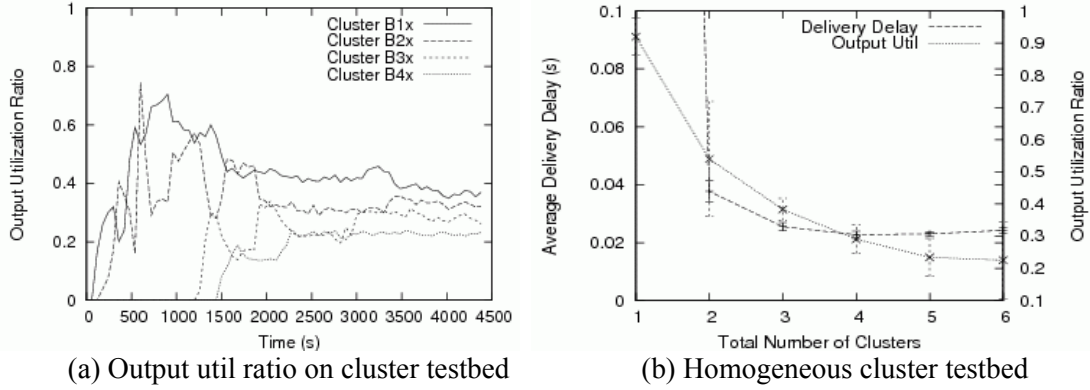 Output Utilization Ratio
1
0.8
0.6
0.4
0.2
0
0 500 1000 1500 2000 2500 3000 3500 4000 4500
Time (s)
Cluster B1x
Cluster B2x
Cluster B3x
Cluster B4x
(a) Output util ratio on cluster testbed
Average Delivery Delay (s)
0.1
0.08
0.06
0.04
0.02
0
1 2 3 4 5 6
Total Number of Clusters
Delivery Delay
Output Util
1
0.9
0.8
0.7
0.6
0.5
0.4
0.3
0.2
0.1
Output Utilization Ratio
(b) Homogeneous cluster testbed